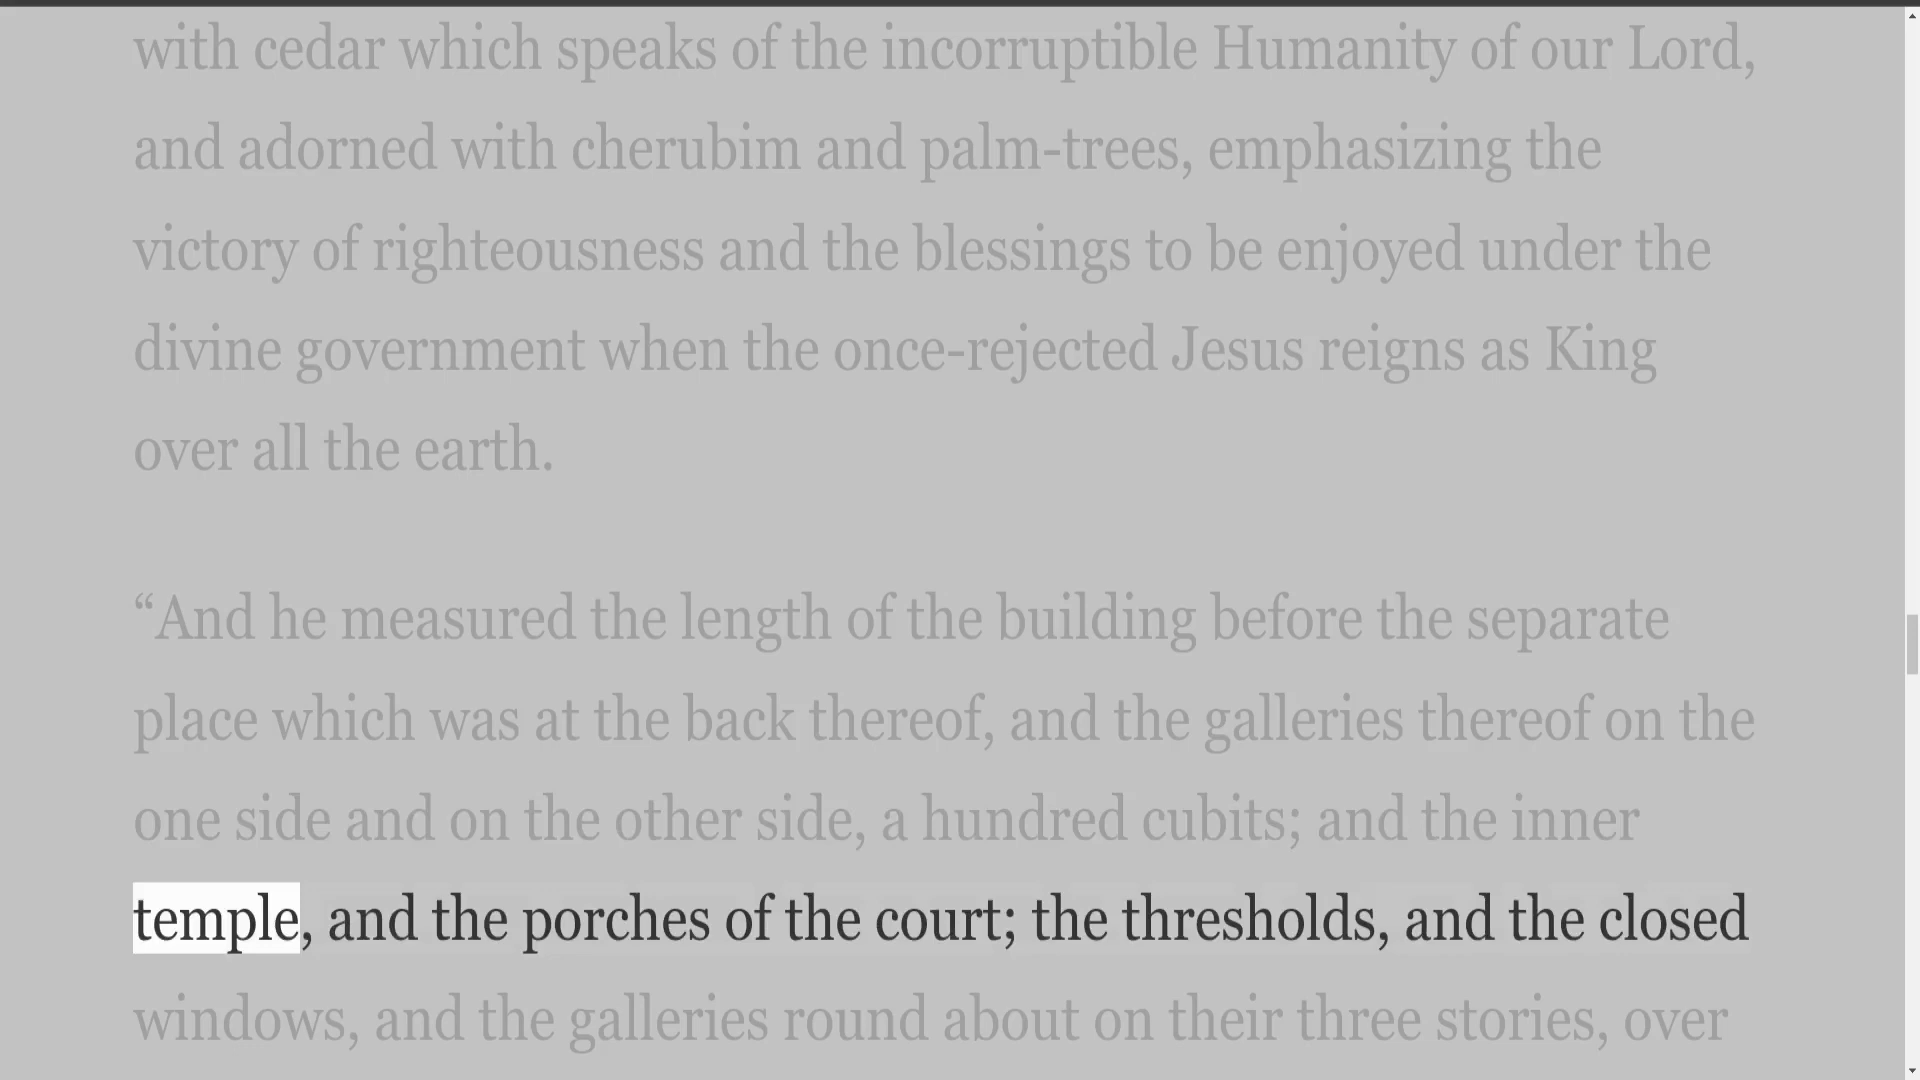 with cedar which speaks of the incorruptible Humanity of our Lord,
and adorned with cherubim and palm-trees, emphasizing the
victory of righteousness and the blessings to be enjoyed under the
divine government when the once-rejected Jesus reigns as King
over all the earth.
“And he measured the length of the building before the separate
place which was at the back thereof, and the galleries thereof on the
one side and on the other side, a hundred cubits; and the inner
temple, and the porches of the court; the thresholds, and the closed
windows, and the galleries round about on their three stories, over